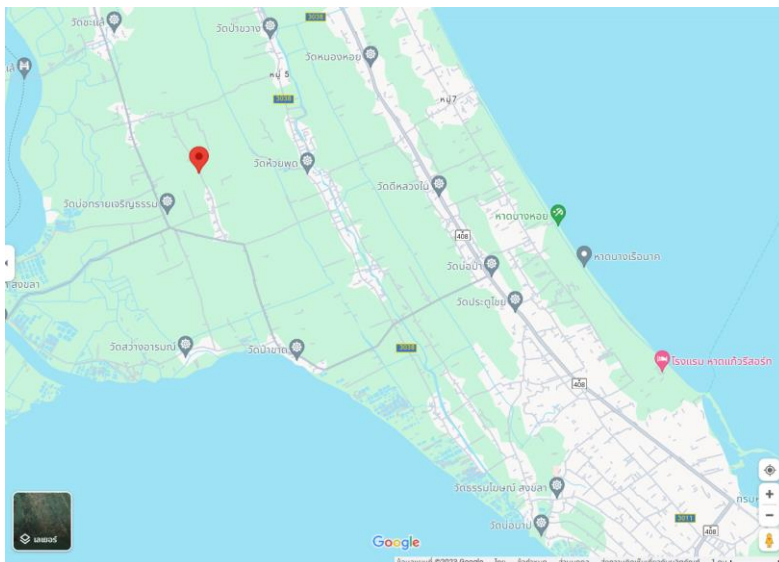 วัดชะแล้
วัดป่าขวาง
3038
วัดหนองหอย
หมู่ 5
3038
หมู่7
วัดห้วยพุด
วัดดีหลวงใน
วัดบ่อทรายเจริญธรรม
หาดนางหอย
408
หาดนางเรือนาค
สงขลา
วัดบ่อป่า
วัดประตูไชย
วัดสว่างอารมณ์
วัดป่าขาด
3038
โรงแรม หาดแก้วรีสอร์ท
408
วัดธรรมโฆษณ์ สงขลา
3011
408
วัดบ่อปาบ
เลเยอร์
Google